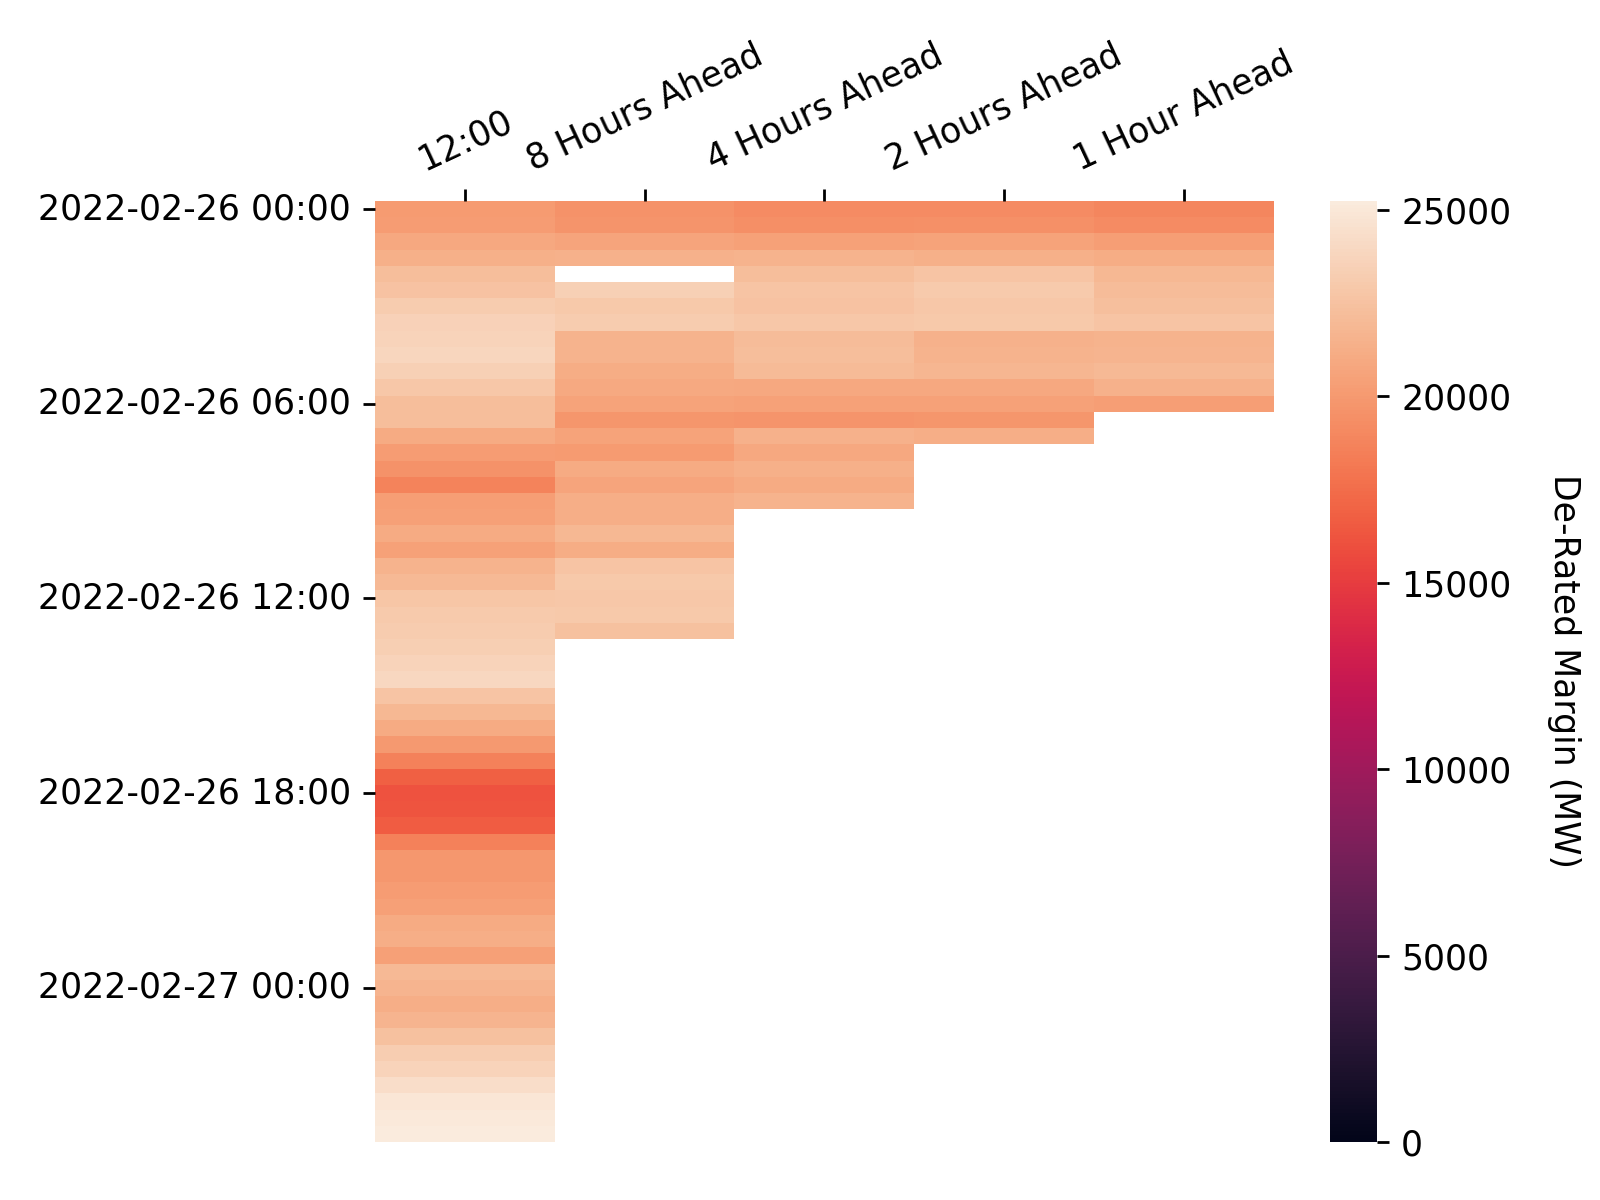 12:00
8 Hours Ahead
4 Hours Ahead
2 Hours Ahead
1 Hour Ahead
2022-02-26 00:00
2022-02-26 06:00
2022-02-26 12:00
2022-02-26 18:00
2022-02-27 00:00
25000
20000
15000
10000
5000
0
De-Rated Margin (MW)